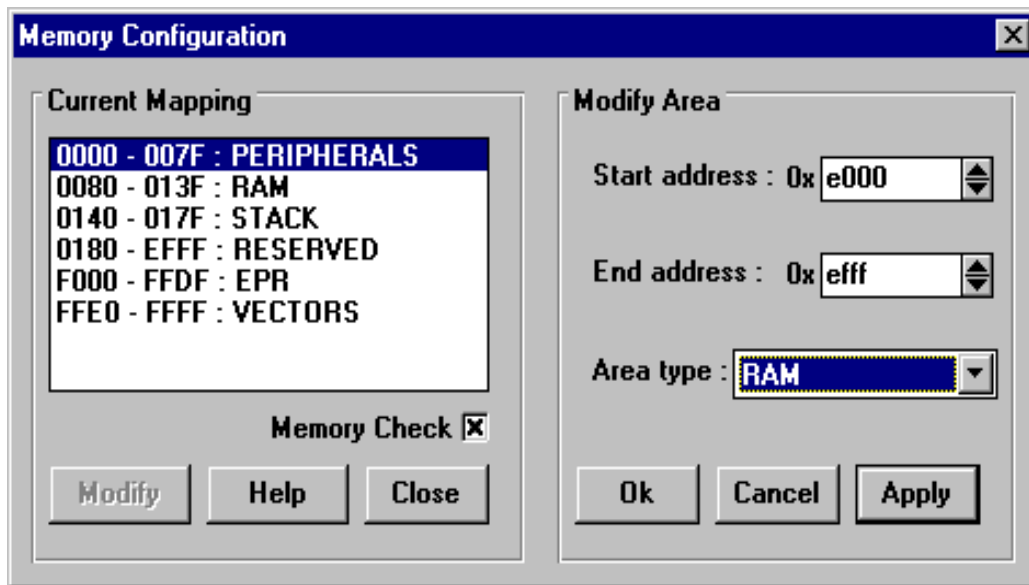 Memory Configuration
Current Mapping
0000 - 007F : PERIPHERALS
0080 - 013F : RAM
0140 - 017F : STACK
0180 - EFFF : RESERVED
F000 - FFDF : EPR
FFE0 - FFFF : VECTORS
Memory Check
Modify Help Close
Modify Area
Start address : 0x e000
End address : 0x efff
Area type : RAM
Ok Cancel Apply